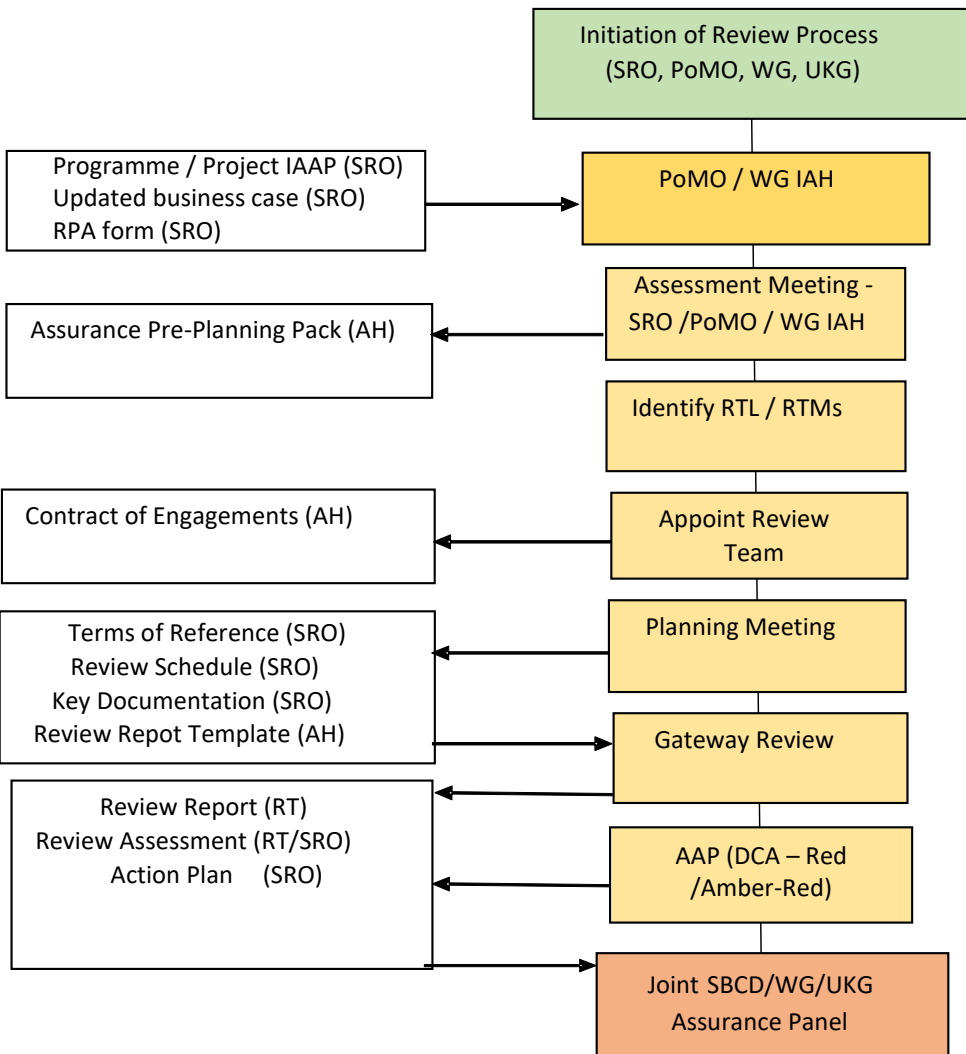 Initiation of Review Process
(SRO, PoMO, WG, UKG)
Programme / Project IAAP (SRO)
Updated business case (SRO)
RPA form (SRO)
PoMO / WG IAH
Assessment Meeting -
SRO /PoMO / WG IAH
Assurance Pre-Planning Pack (AH)
Identify RTL / RTMs
Contract of Engagements (AH)
Appoint Review
Team
Terms of Reference (SRO)
Review Schedule (SRO)
Key Documentation (SRO)
Review Repot Template (AH)
Planning Meeting
Gateway Review
Review Report (RT)
Review Assessment (RT/SRO)
Action Plan (SRO)
AAP (DCA – Red
/Amber-Red)
Joint SBCD/WG/UKG
Assurance Panel